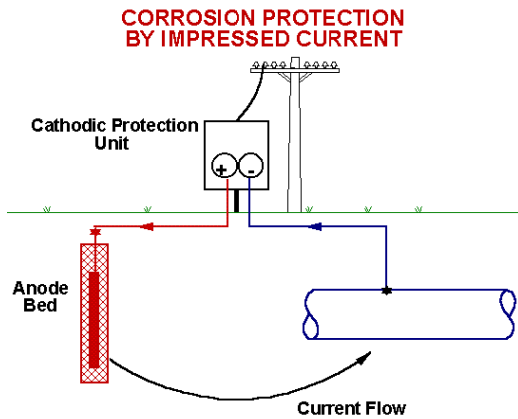 CORROSION PROTECTION
BY IMPRESSED CURRENT
Cathodic Protection
Unit
+ -
Anode
Bed
Current Flow